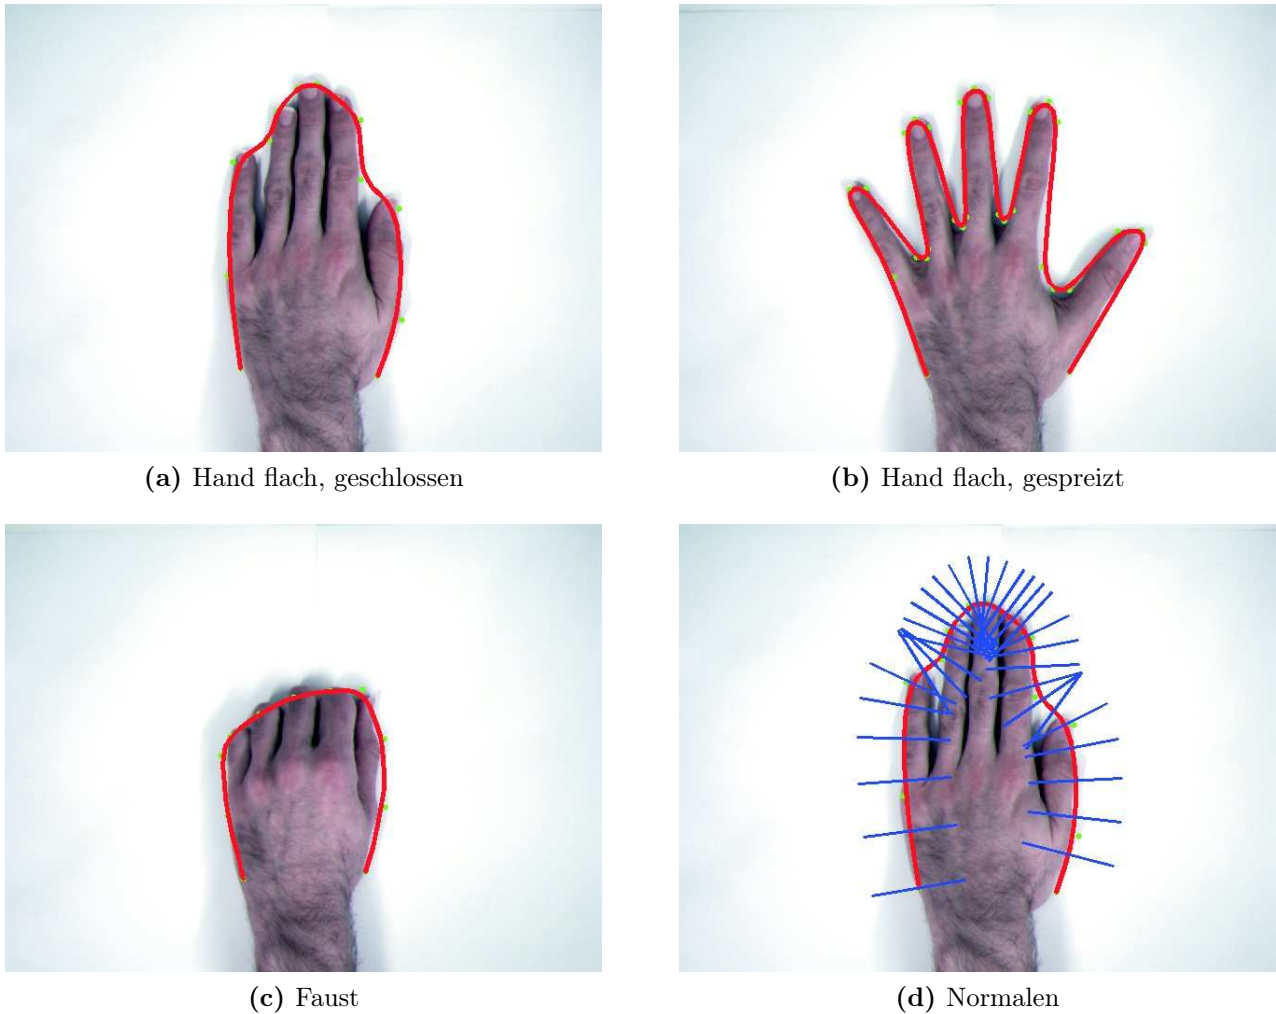 (a) Hand flach, geschlossen
(b) Hand flach, gespreizt
(c) Faust
(d) Normalen